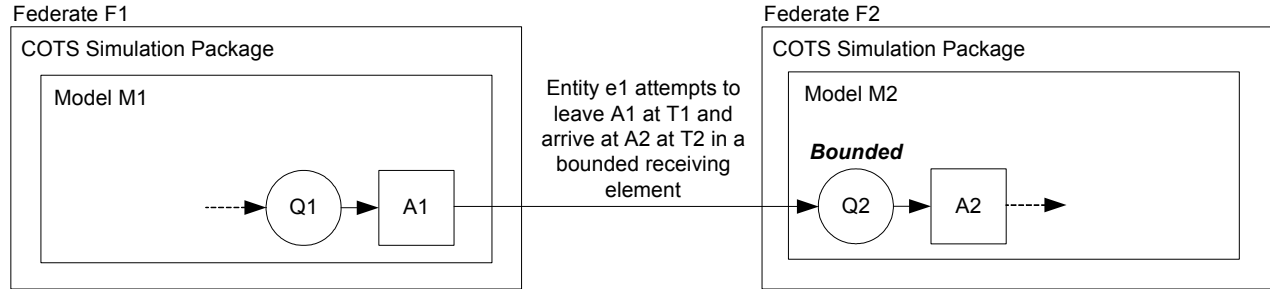 Federate F1
COTS Simulation Package
Model M1
Q1
A1
Entity e1 attempts to
leave A1 at T1 and
arrive at A2 at T2 in a
bounded receiving
element
Federate F2
COTS Simulation Package
Model M2
Bounded
Q2
A2